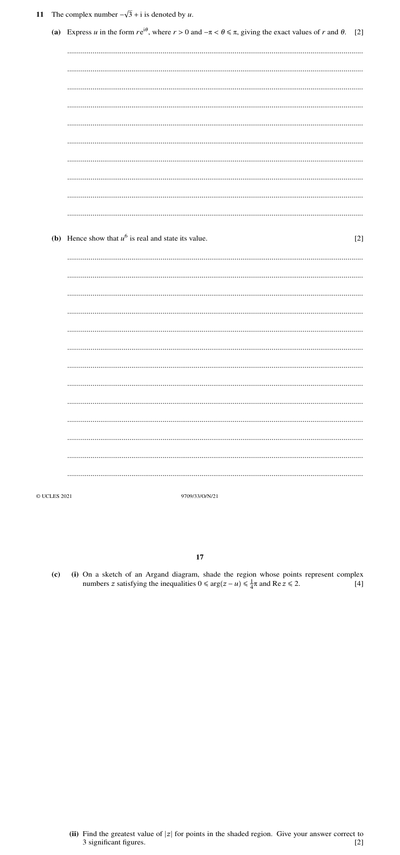 11 The complex number −√3 + i is denoted by u.
(a) Express u in the form re^{iθ}, where r > 0 and −π < θ ⩽ π, giving the exact values of r and θ. [2]
(b) Hence show that u⁶ is real and state its value. [2]
© UCLES 2021 9709/33/O/N/21
17
(c) (i) On a sketch of an Argand diagram, shade the region whose points represent complex
numbers z satisfying the inequalities 0 ⩽ arg(z − u) ⩽ ¼π and Re z ⩽ 2. [4]
(ii) Find the greatest value of |z| for points in the shaded region. Give your answer correct to
3 significant figures. [2]